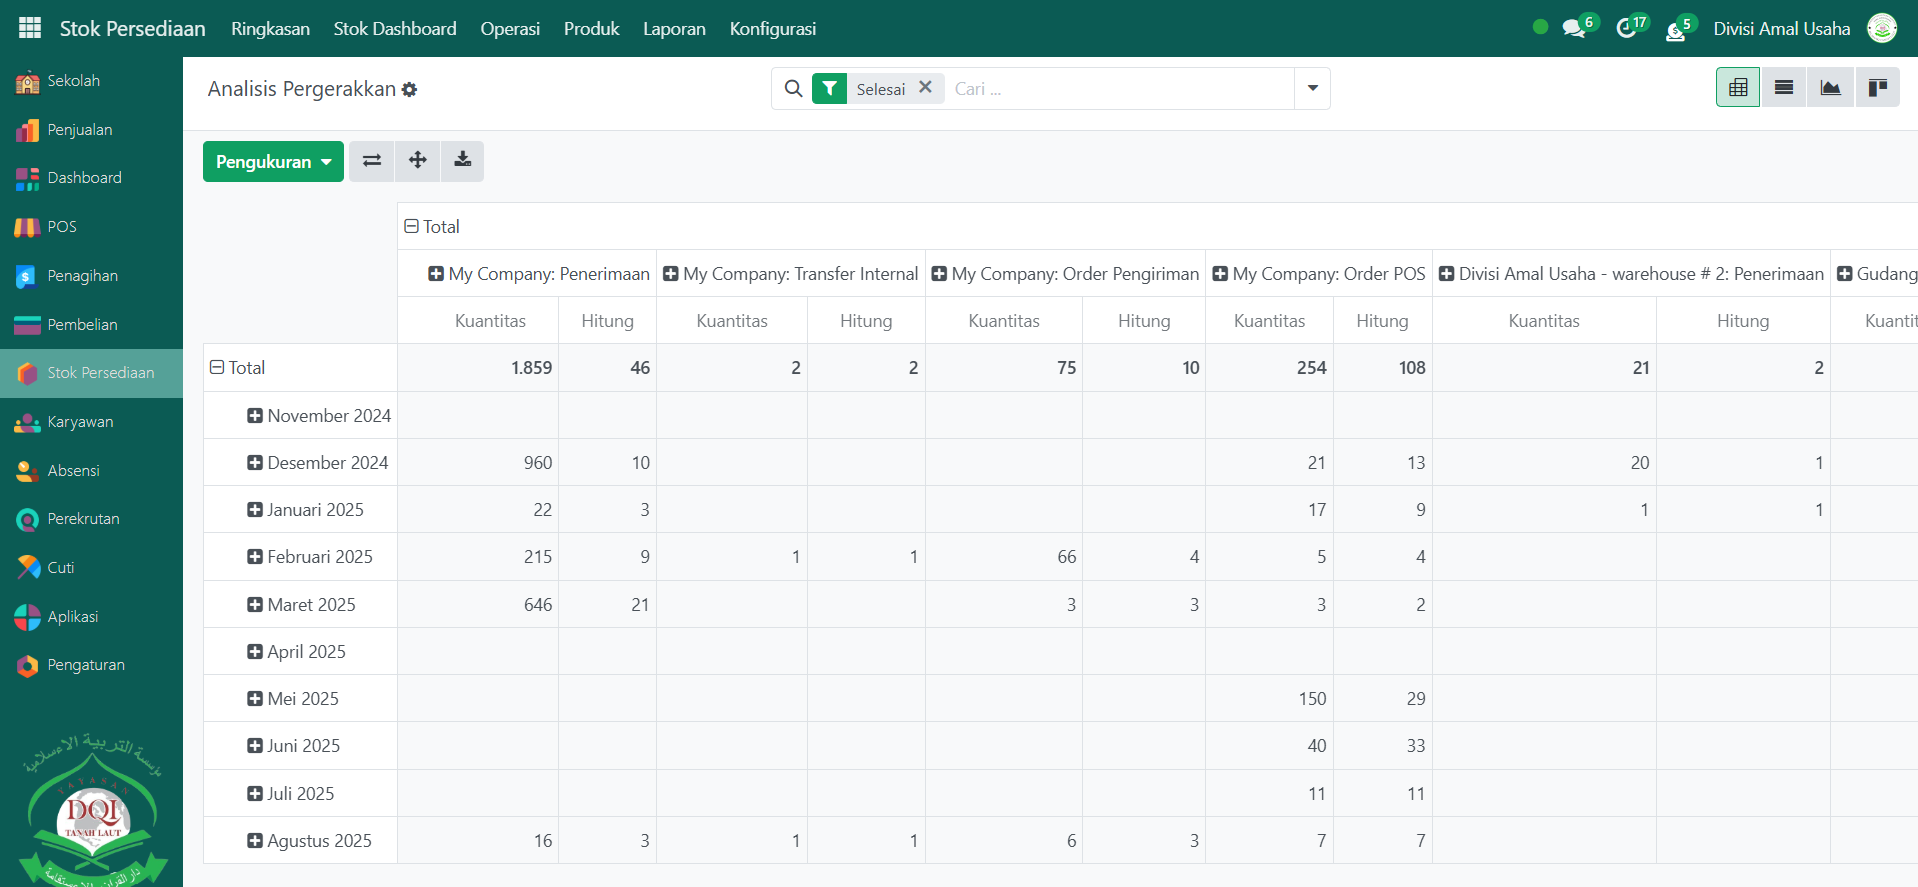 Stok Persediaan Ringkasan Stok Dashboard Operasi Produk Laporan Konfigurasi 6 17 5 Divisi Amal Usaha
Sekolah
Penjualan
Dashboard
POS
Penagihan
Pembelian
Stok Persediaan
Karyawan
Absensi
Perekrutan
Cuti
Aplikasi
Pengaturan
مؤسسة التربية الاسلامية
YAYASAN
DQI
TANAH LAUT
Analisis Pergerakkan
Selesai Cari ...
Pengukuran
Total
My Company: Penerimaan My Company: Transfer Internal My Company: Order Pengiriman My Company: Order POS Divisi Amal Usaha - warehouse # 2: Penerimaan Gudang
Kuantitas Hitung Kuantitas Hitung Kuantitas Hitung Kuantitas Hitung Kuantitas Hitung Kuantit
Total 1.859 46 2 2 75 10 254 108 21 2
November 2024
Desember 2024 960 10 21 13 20 1
Januari 2025 22 3 17 9 1 1
Februari 2025 215 9 1 1 66 4 5 4
Maret 2025 646 21 3 3 3 2
April 2025
Mei 2025 150 29
Juni 2025 40 33
Juli 2025 11 11
Agustus 2025 16 3 1 1 6 3 7 7